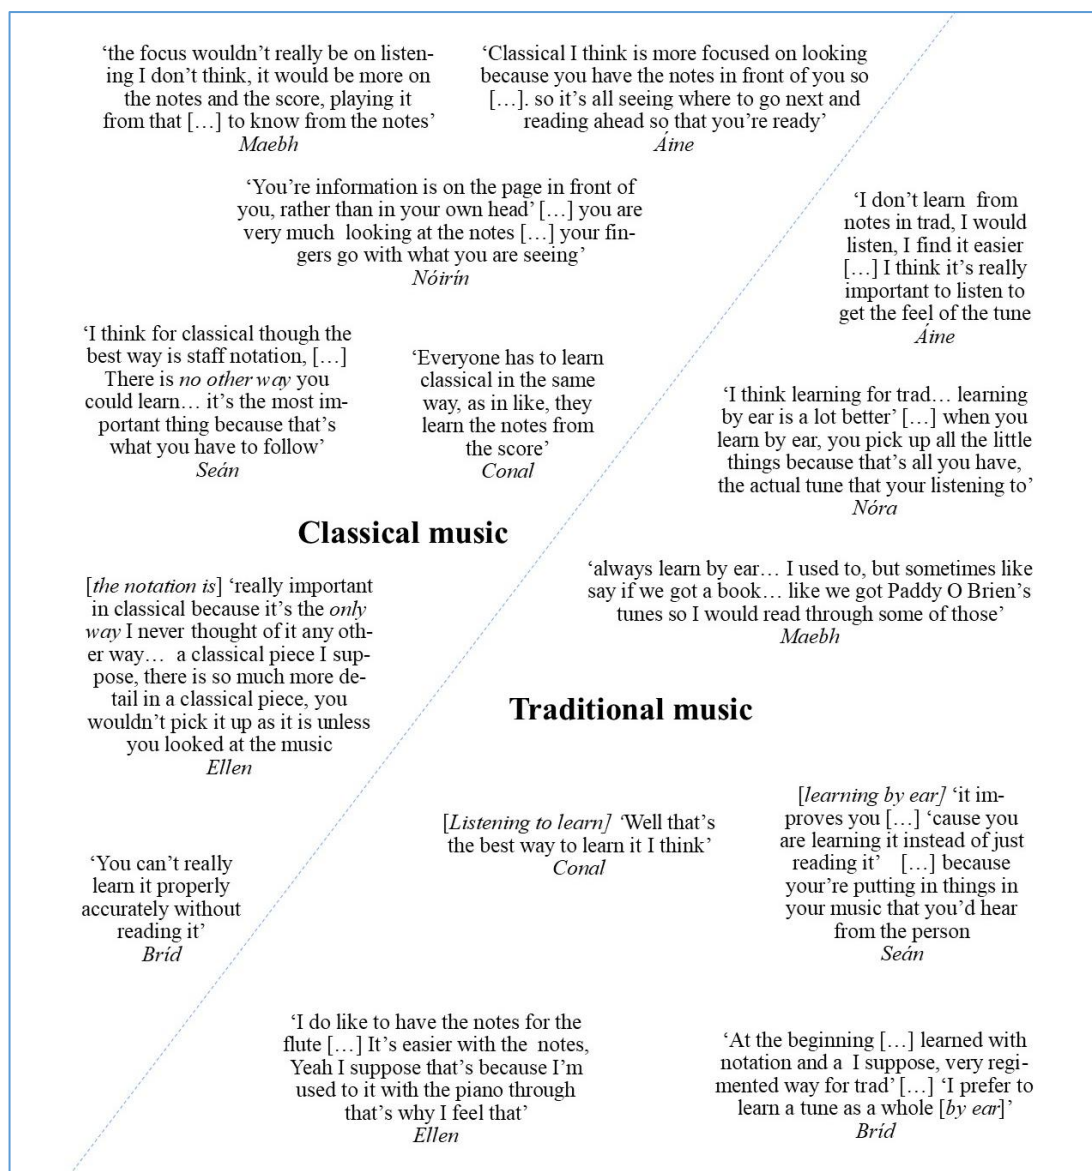 ‘the focus wouldn’t really be on listen-
ing I don’t think, it would be more on
the notes and the score, playing it
from that […] to know from the notes’
Maebh
‘Classical I think is more focused on looking
because you have the notes in front of you so
[…]. so it’s all seeing where to go next and
reading ahead so that you’re ready’
Áine
‘You’re information is on the page in front of
you, rather than in your own head’ […] you are
very much looking at the notes […] your fin-
gers go with what you are seeing’
Nóirín
‘I don’t learn from
notes in trad, I would
listen, I find it easier
[…] I think it’s really
important to listen to
get the feel of the tune
Áine
‘I think for classical though the
best way is staff notation, […]
There is no other way you
could learn… it’s the most im-
portant thing because that’s
what you have to follow’
Seán
‘Everyone has to learn
classical in the same
way, as in like, they
learn the notes from
the score’
Conal
‘I think learning for trad… learning
by ear is a lot better’ […] when you
learn by ear, you pick up all the little
things because that’s all you have,
the actual tune that your listening to’
Nóra
Classical music
[the notation is] ‘really important
in classical because it’s the only
way I never thought of it any oth-
er way… a classical piece I sup-
pose, there is so much more de-
tail in a classical piece, you
wouldn’t pick it up as it is unless
you looked at the music
Ellen
‘always learn by ear… I used to, but sometimes like
say if we got a book… like we got Paddy O Brien’s
tunes so I would read through some of those’
Maebh
Traditional music
[Listening to learn] ‘Well that’s
the best way to learn it I think’
Conal
[learning by ear] ‘it im-
proves you […] ‘cause you
are learning it instead of just
reading it’ […] because
your’re putting in things in
your music that you’d hear
from the person
Seán
‘You can’t really
learn it properly
accurately without
reading it’
Bríd
‘I do like to have the notes for the
flute […] It’s easier with the notes,
Yeah I suppose that’s because I’m
used to it with the piano through
that’s why I feel that’
Ellen
‘At the beginning […] learned with
notation and a I suppose, very regi-
mented way for trad’ […] ‘I prefer to
learn a tune as a whole [by ear]’
Bríd